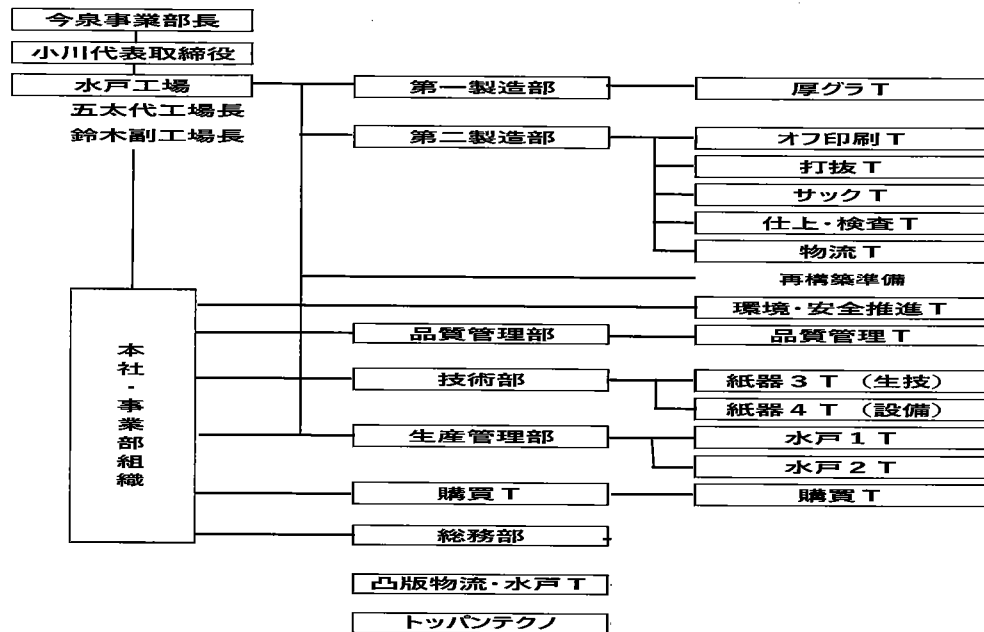 今泉事業部長
小川代表取締役
水戸工場 第一製造部 厚グラT
五太代工場長
鈴木副工場長 第二製造部 オフ印刷T
打抜T
サックT
仕上・検査T
物流T
再構築準備
環境・安全推進T
本社・事業部組織
品質管理部 品質管理T
技術部 紙器3T（生技）
紙器4T（設備）
生産管理部 水戸1T
水戸2T
購買T 購買T
総務部
凸版物流・水戸T
トッパンテクノ